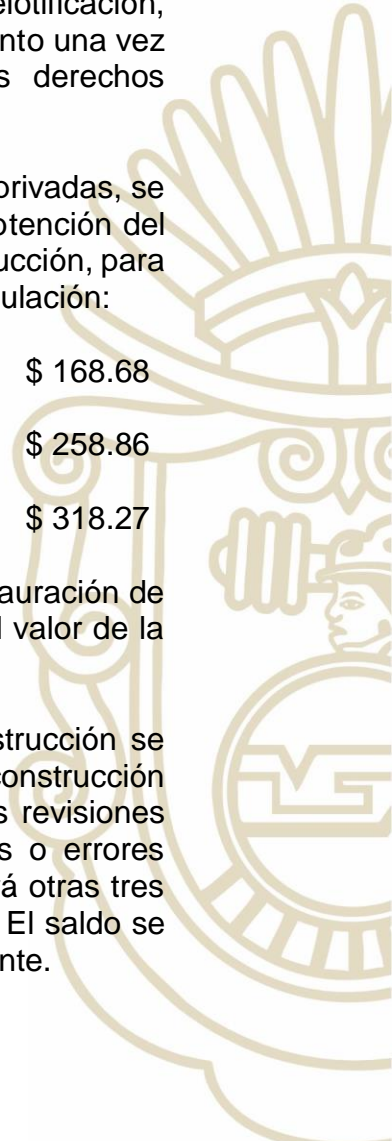 elotificación,
ento una vez
s derechos
privadas, se
btención del
ucción, para
ulación:
$ 168.68
$ 258.86
$ 318.27
auración de
l valor de la
strucción se
construcción
s revisiones
s o errores
á otras tres
El saldo se
nte.